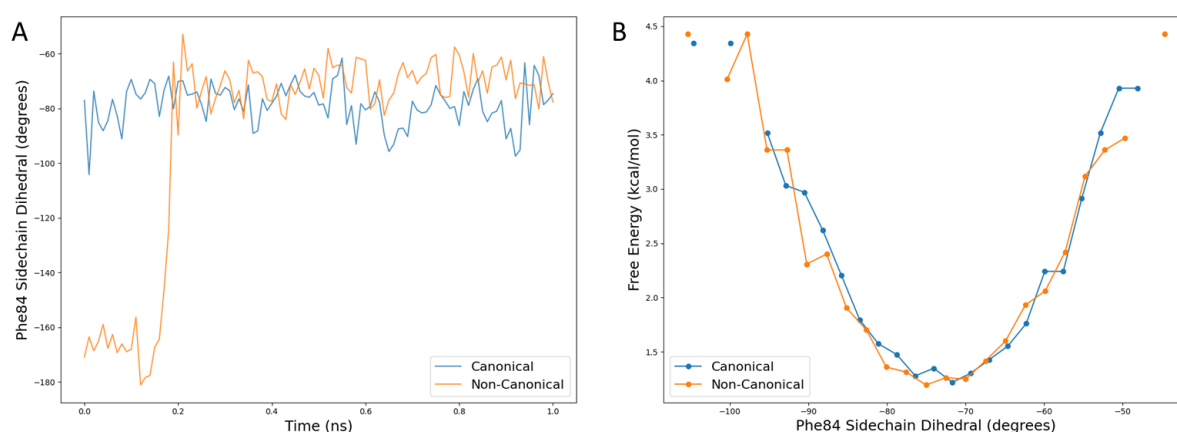 A
Phe84 Sidechain Dihedral (degrees)
−60
−80
−100
−120
−140
−160
−180
0.0 0.2 0.4 0.6 0.8 1.0
Time (ns)
Canonical
Non-Canonical
B
Free Energy (kcal/mol)
4.5
4.0
3.5
3.0
2.5
2.0
1.5
−100 −90 −80 −70 −60 −50
Phe84 Sidechain Dihedral (degrees)
Canonical
Non-Canonical